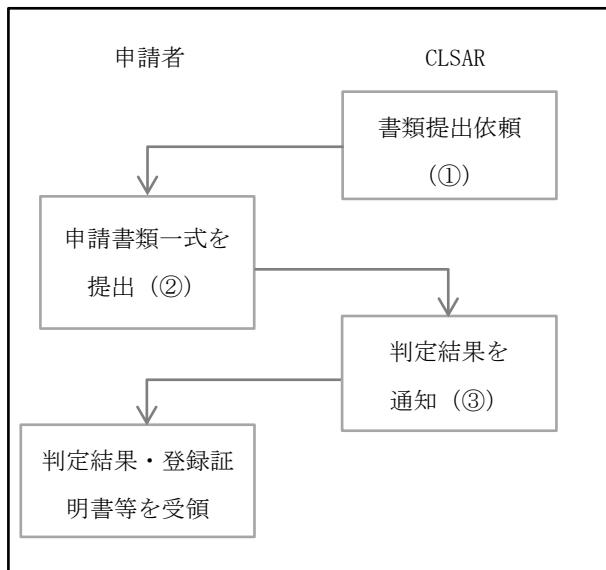 申請者
CLSAR
書類提出依頼
(①)
申請書類一式を
提出 (②)
判定結果を
通知 (③)
判定結果・登録証
明書等を受領